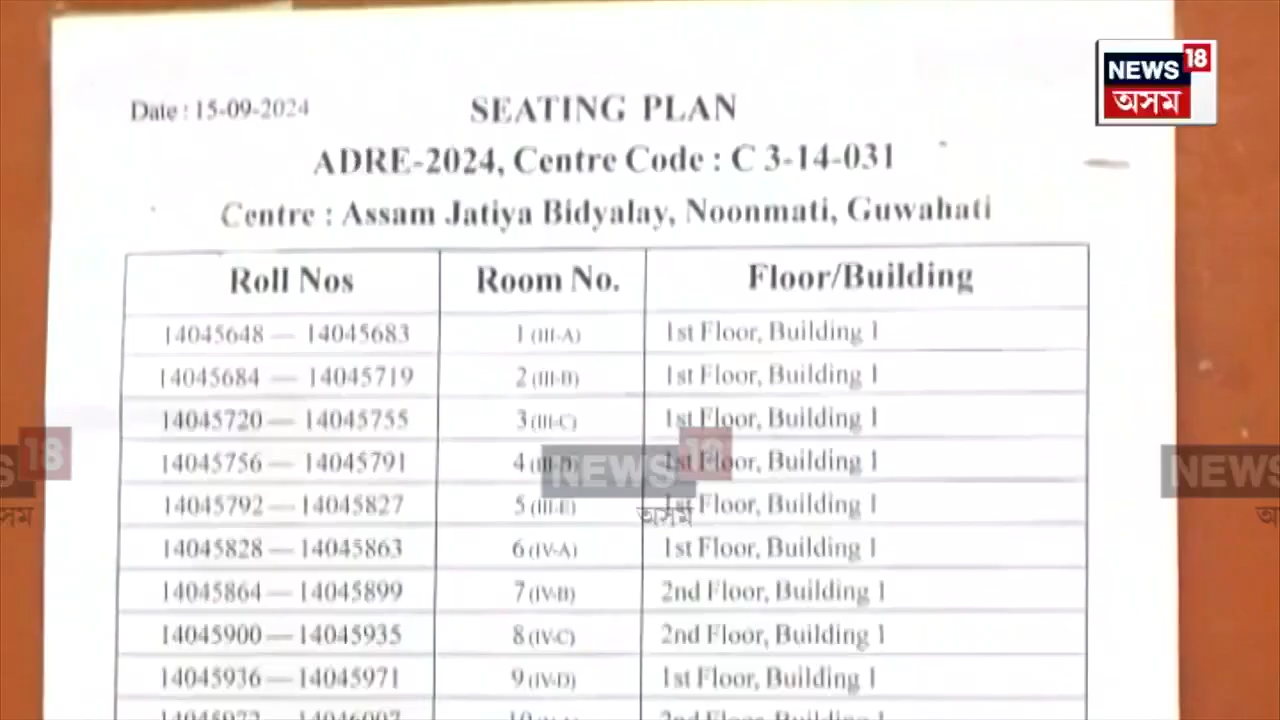 NEWS 18
অসম
Date : 15-09-2024 SEATING PLAN
ADRE-2024, Centre Code : C 3-14-031
Centre : Assam Jatiya Bidyalay, Noonmati, Guwahati
Roll Nos Room No. Floor/Building
14045648 — 14045683 1 (III-A) 1st Floor, Building 1
14045684 — 14045719 2 (III-B) 1st Floor, Building 1
14045720 — 14045755 3 (III-C) 1st Floor, Building 1
14045756 — 14045791 4 (III-D) 1st Floor, Building 1
14045792 — 14045827 5 (III-E) 1st Floor, Building 1
14045828 — 14045863 6 (IV-A) 1st Floor, Building 1
14045864 — 14045899 7 (IV-B) 2nd Floor, Building 1
14045900 — 14045935 8 (IV-C) 2nd Floor, Building 1
14045936 — 14045971 9 (IV-D) 1st Floor, Building 1
NEWS 18
অসম